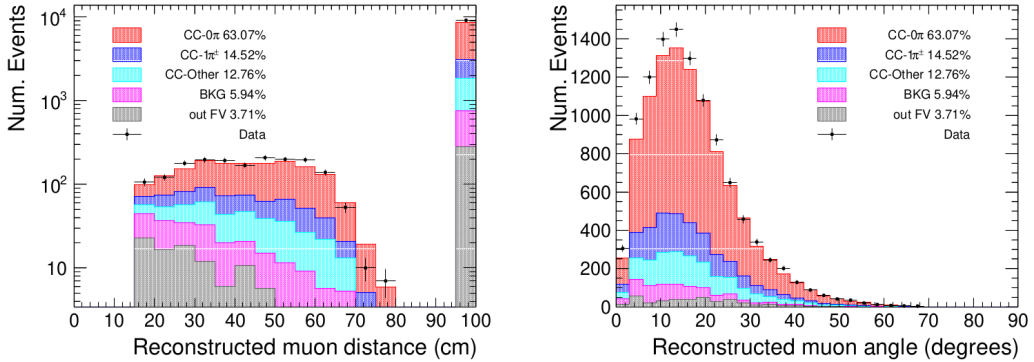 Num. Events
10⁴
10³
10²
10
CC-0π 63.07%
CC-1π± 14.52%
CC-Other 12.76%
BKG 5.94%
out FV 3.71%
Data
0 10 20 30 40 50 60 70 80 90 100
Reconstructed muon distance (cm)
Num. Events
1400
1200
1000
800
600
400
200
0
CC-0π 63.07%
CC-1π± 14.52%
CC-Other 12.76%
BKG 5.94%
out FV 3.71%
Data
0 10 20 30 40 50 60 70 80 90
Reconstructed muon angle (degrees)